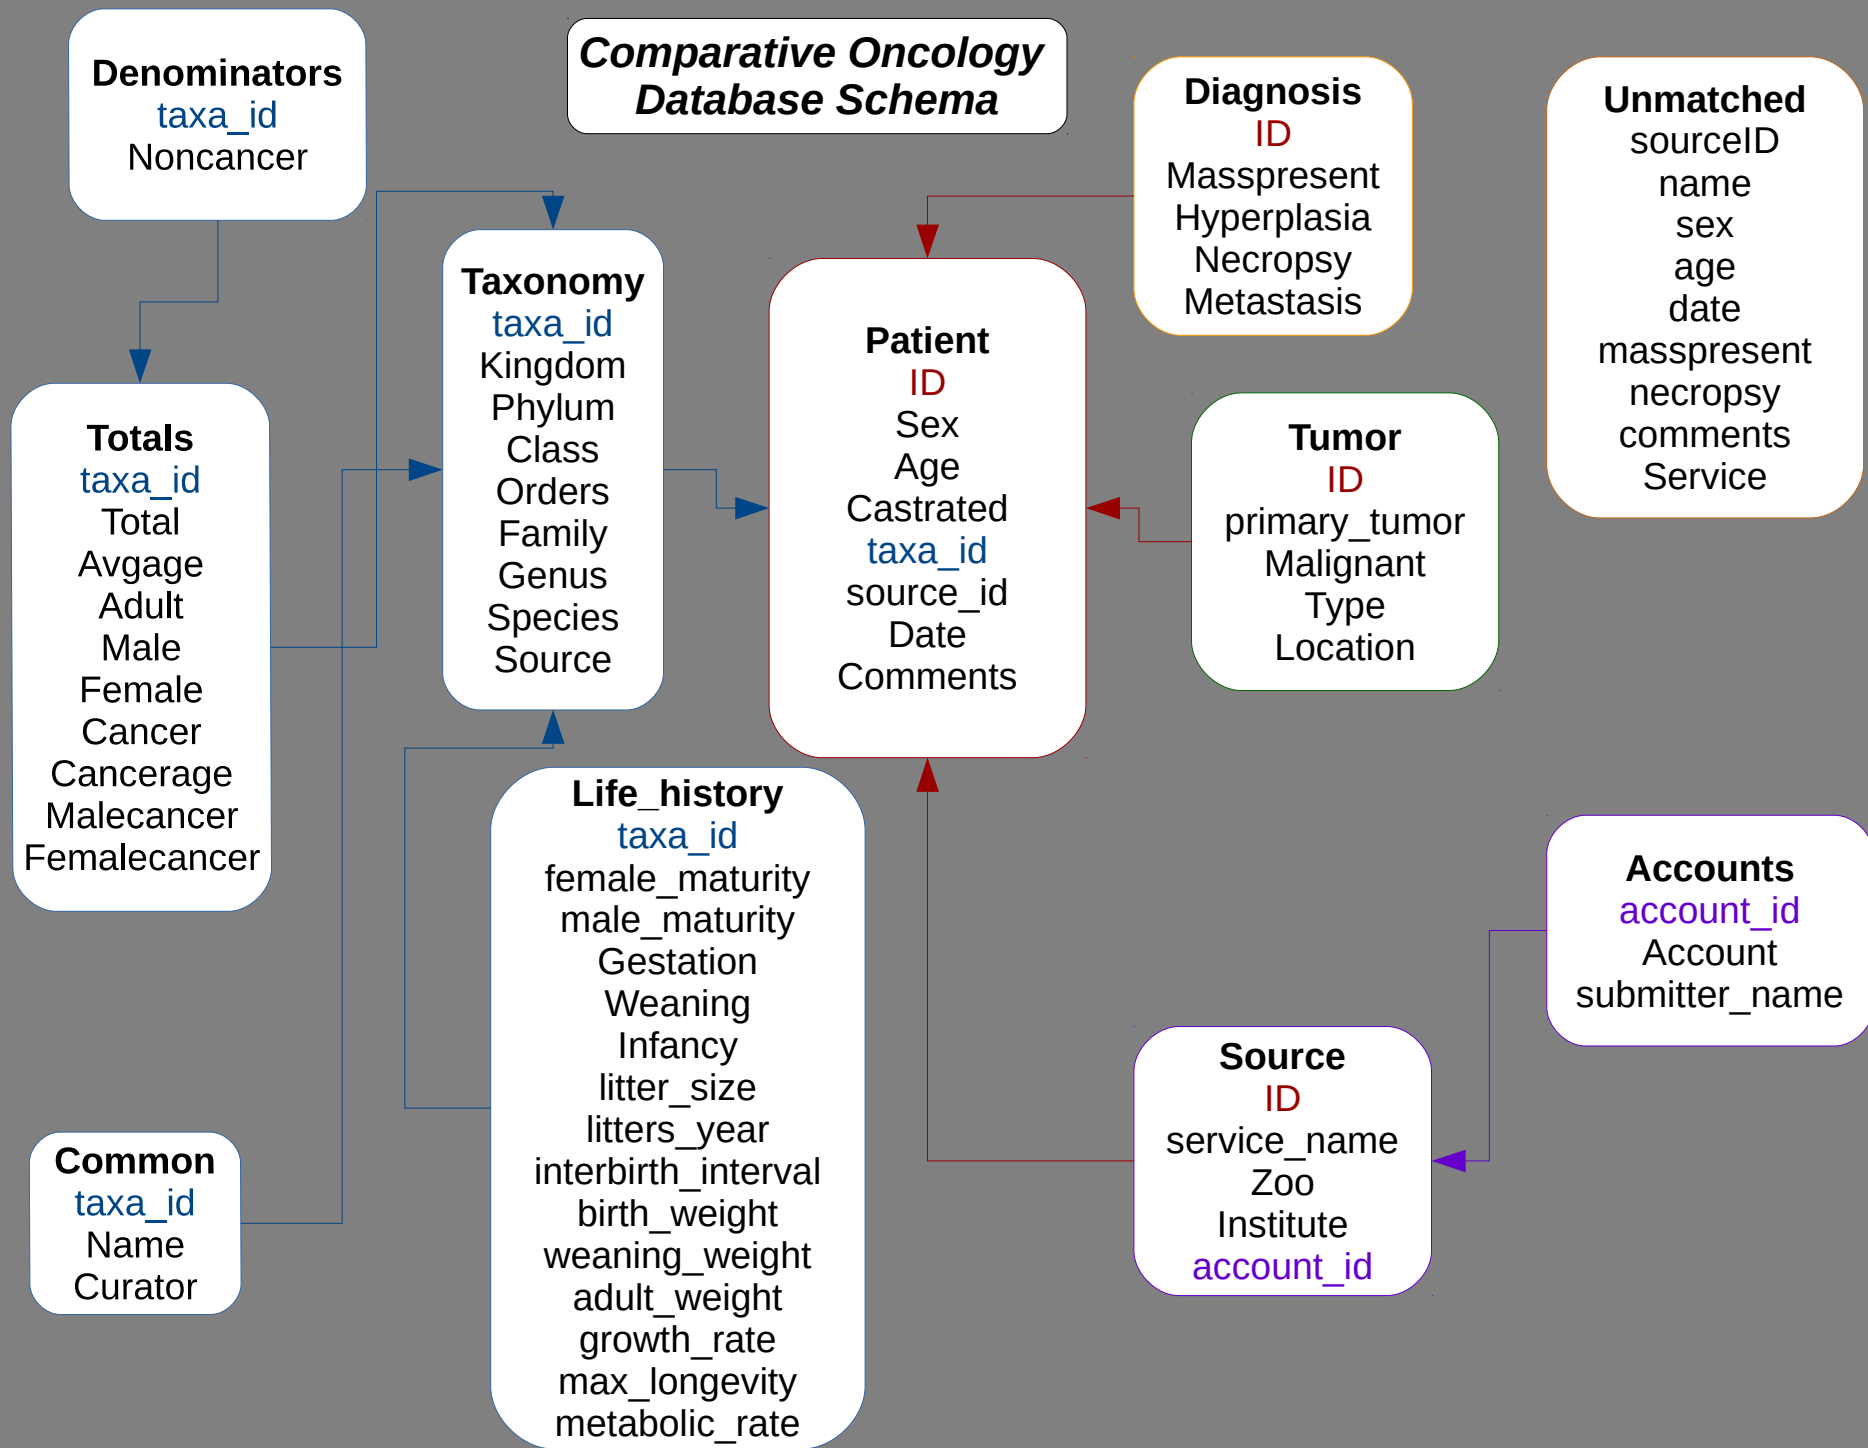 Comparative Oncology
Database Schema
Denominators
taxa_id
Noncancer
Totals
taxa_id
Total
Avgage
Adult
Male
Female
Cancer
Cancerage
Malecancer
Femalecancer
Common
taxa_id
Name
Curator
Taxonomy
taxa_id
Kingdom
Phylum
Class
Orders
Family
Genus
Species
Source
Life_history
taxa_id
female_maturity
male_maturity
Gestation
Weaning
Infancy
litter_size
litters_year
interbirth_interval
birth_weight
weaning_weight
adult_weight
growth_rate
max_longevity
metabolic_rate
Patient
ID
Sex
Age
Castrated
taxa_id
source_id
Date
Comments
Diagnosis
ID
Masspresent
Hyperplasia
Necropsy
Metastasis
Tumor
ID
primary_tumor
Malignant
Type
Location
Source
ID
service_name
Zoo
Institute
account_id
Unmatched
sourceID
name
sex
age
date
masspresent
necropsy
comments
Service
Accounts
account_id
Account
submitter_name